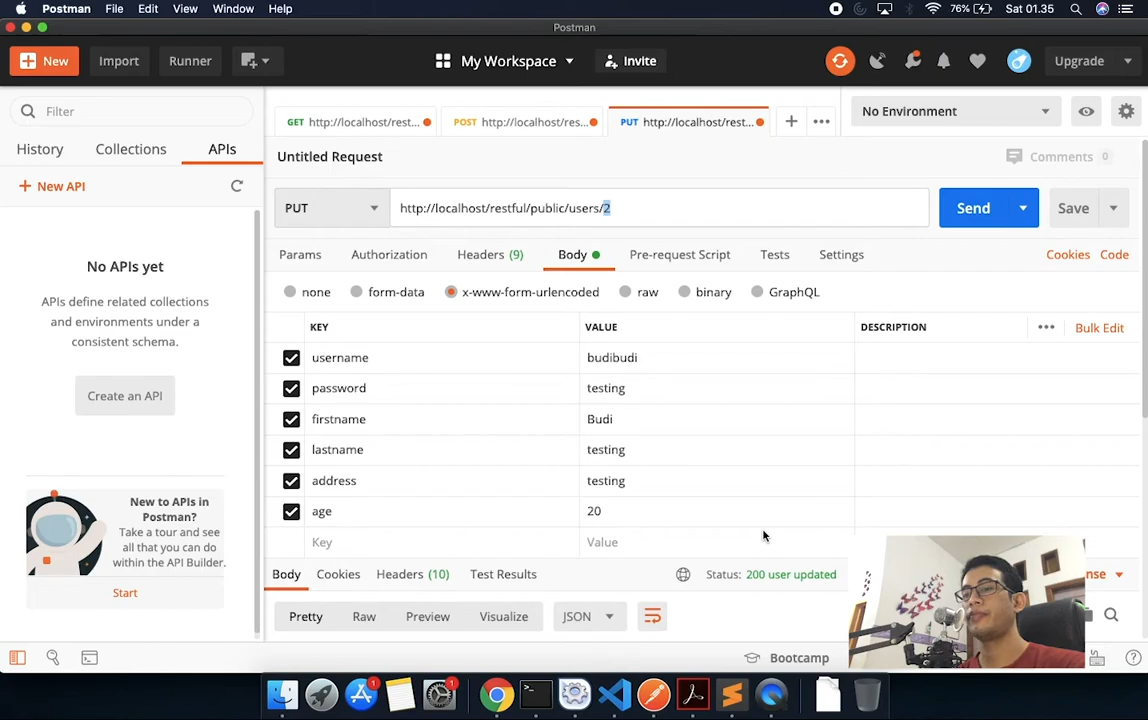 Postman File Edit View Window Help 76% Sat 01.35
Postman
New Import Runner My Workspace Invite Upgrade
Filter
GET http://localhost/rest... POST http://localhost/res... PUT http://localhost/rest... No Environment
History Collections APIs
Untitled Request Comments 0
New API
PUT http://localhost/restful/public/users/2 Send Save
Params Authorization Headers (9) Body Pre-request Script Tests Settings Cookies Code
No APIs yet
APIs define related collections
and environments under a
consistent schema.
Create an API
none form-data x-www-form-urlencoded raw binary GraphQL
KEY VALUE DESCRIPTION Bulk Edit
username budibudi
password testing
firstname Budi
lastname testing
address testing
age 20
Key Value
New to APIs in
Postman?
Take a tour and see
all that you can do
within the API Builder.
Start
Body Cookies Headers (10) Test Results Status: 200 user updated
Pretty Raw Preview Visualize JSON
Bootcamp
1 1